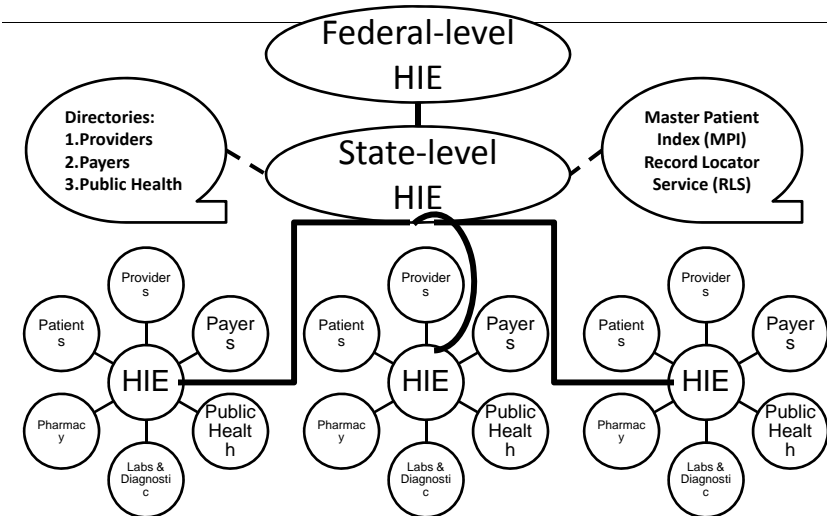 Federal-level
HIE
Directories:
1.Providers
2.Payers
3.Public Health
State-level
HIE
Master Patient
Index (MPI)
Record Locator
Service (RLS)
Provider
s
Patient
s
Payer
s
HIE
Pharmac
y
Public
Healt
h
Labs &
Diagnosti
c
Provider
s
Patient
s
Payer
s
HIE
Pharmac
y
Public
Healt
h
Labs &
Diagnosti
c
Provider
s
Patient
s
Payer
s
HIE
Pharmac
y
Public
Healt
h
Labs &
Diagnosti
c